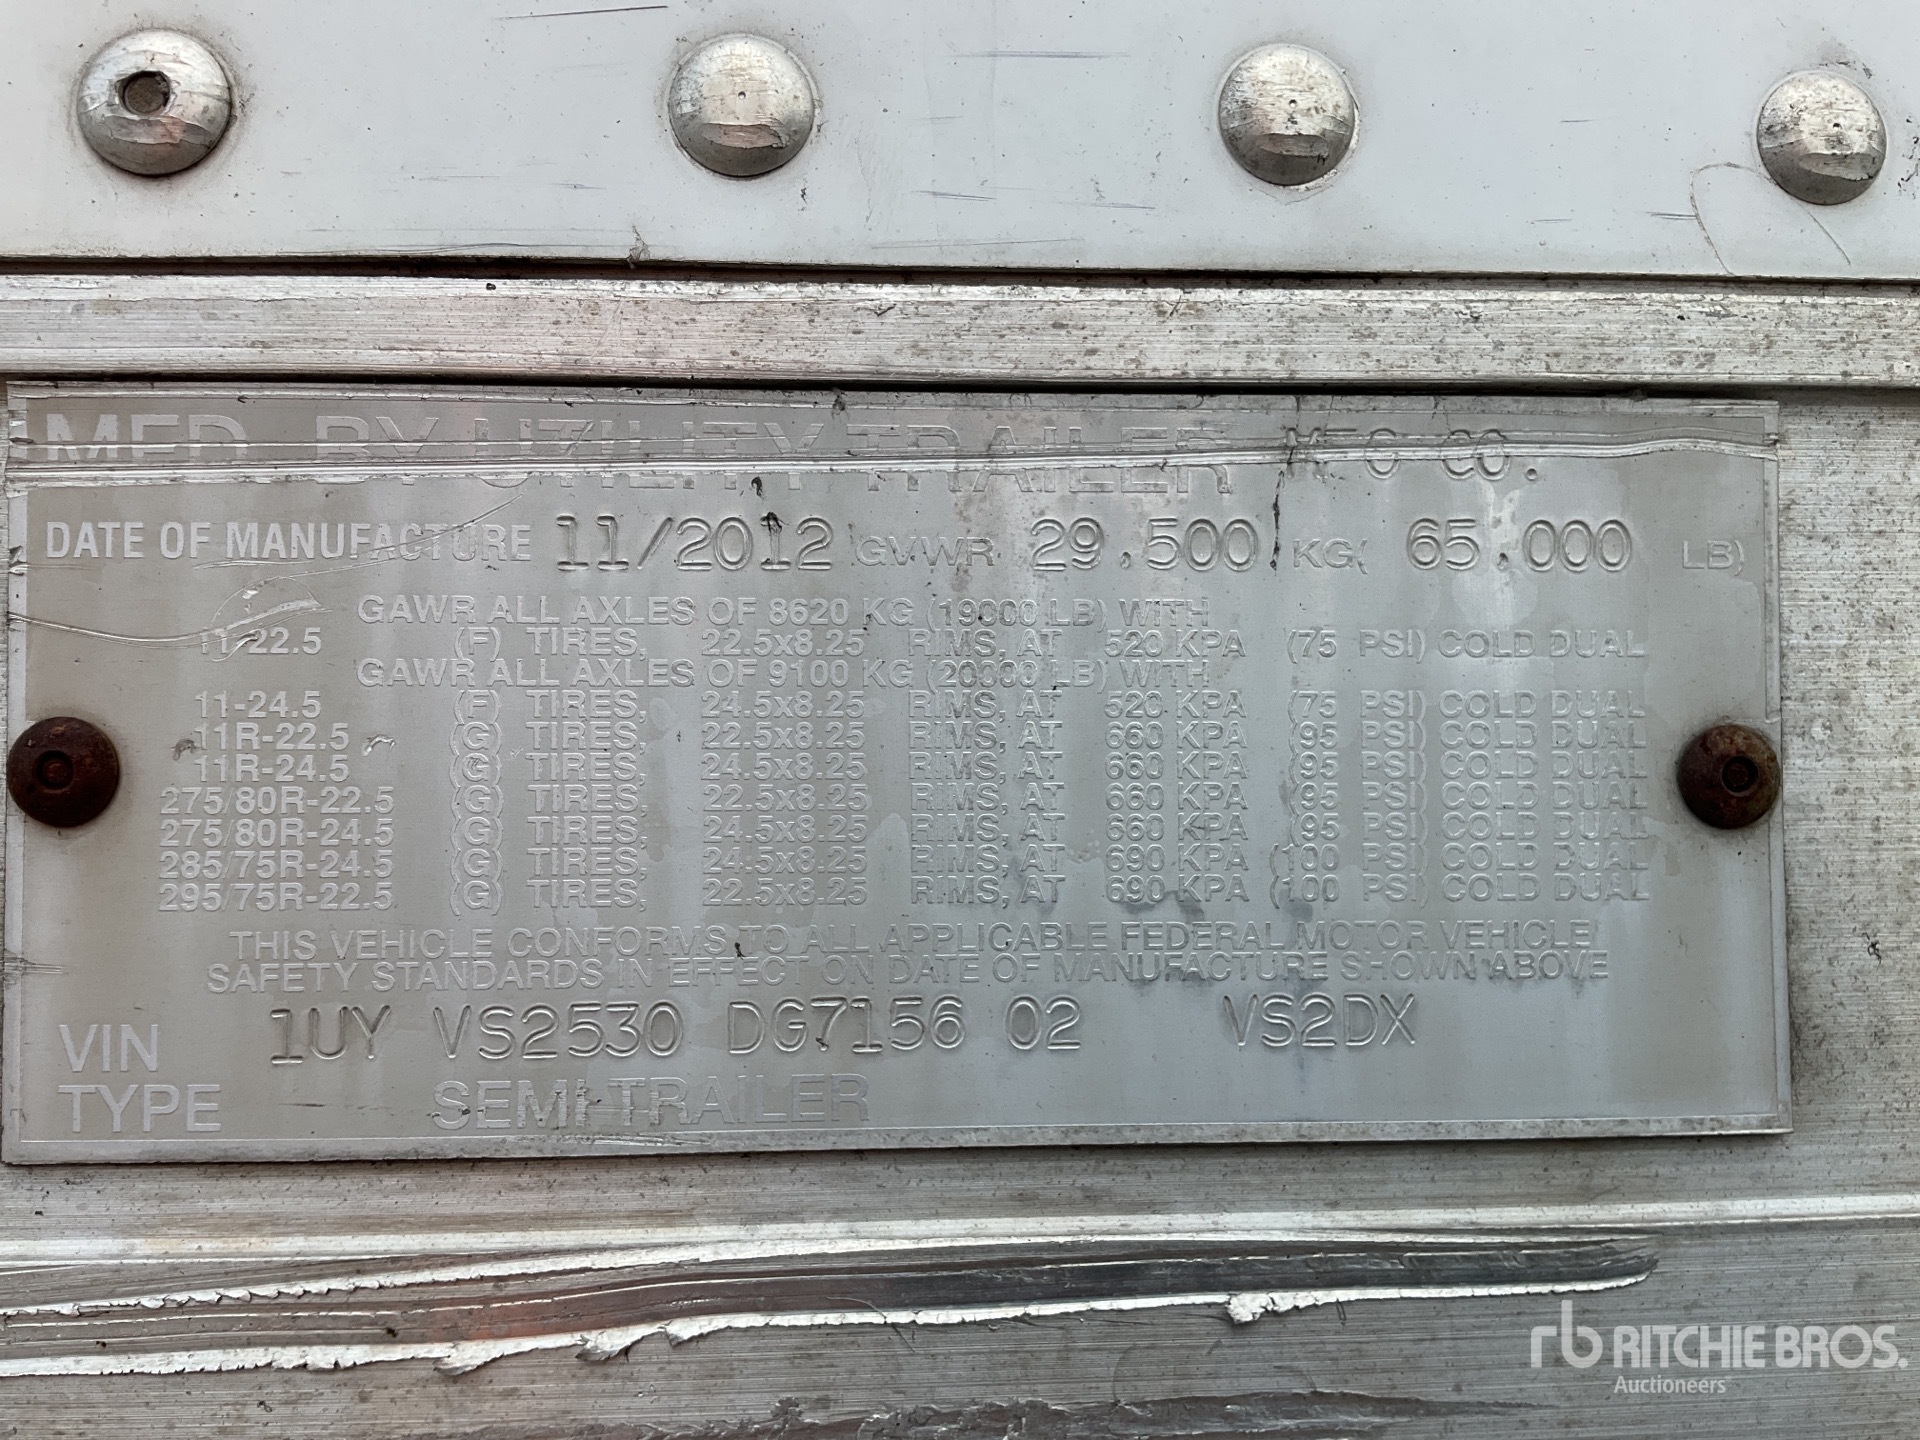 MFD. BY UTILITY TRAILER MFG CO.
DATE OF MANUFACTURE 11/2012 GVWR 29.500 KG( 65.000 LB)
GAWR ALL AXLES OF 8620 KG (19000 LB) WITH
11-22.5 (F) TIRES, 22.5x8.25 RIMS, AT 520 KPA (75 PSI) COLD DUAL
GAWR ALL AXLES OF 9100 KG (20000 LB) WITH
11-24.5 (F) TIRES, 24.5x8.25 RIMS, AT 520 KPA (75 PSI) COLD DUAL
11R-22.5 (G) TIRES, 22.5x8.25 RIMS, AT 660 KPA (95 PSI) COLD DUAL
11R-24.5 (G) TIRES, 24.5x8.25 RIMS, AT 660 KPA (95 PSI) COLD DUAL
275/80R-22.5 (G) TIRES, 22.5x8.25 RIMS, AT 660 KPA (95 PSI) COLD DUAL
275/80R-24.5 (G) TIRES, 24.5x8.25 RIMS, AT 660 KPA (95 PSI) COLD DUAL
285/75R-24.5 (G) TIRES, 24.5x8.25 RIMS, AT 690 KPA (100 PSI) COLD DUAL
295/75R-22.5 (G) TIRES, 22.5x8.25 RIMS, AT 690 KPA (100 PSI) COLD DUAL
THIS VEHICLE CONFORMS TO ALL APPLICABLE FEDERAL MOTOR VEHICLE
SAFETY STANDARDS IN EFFECT ON DATE OF MANUFACTURE SHOWN ABOVE
VIN 1UY VS2530 DG7156 02 VS2DX
TYPE SEMI TRAILER
rb RITCHIE BROS.
Auctioneers